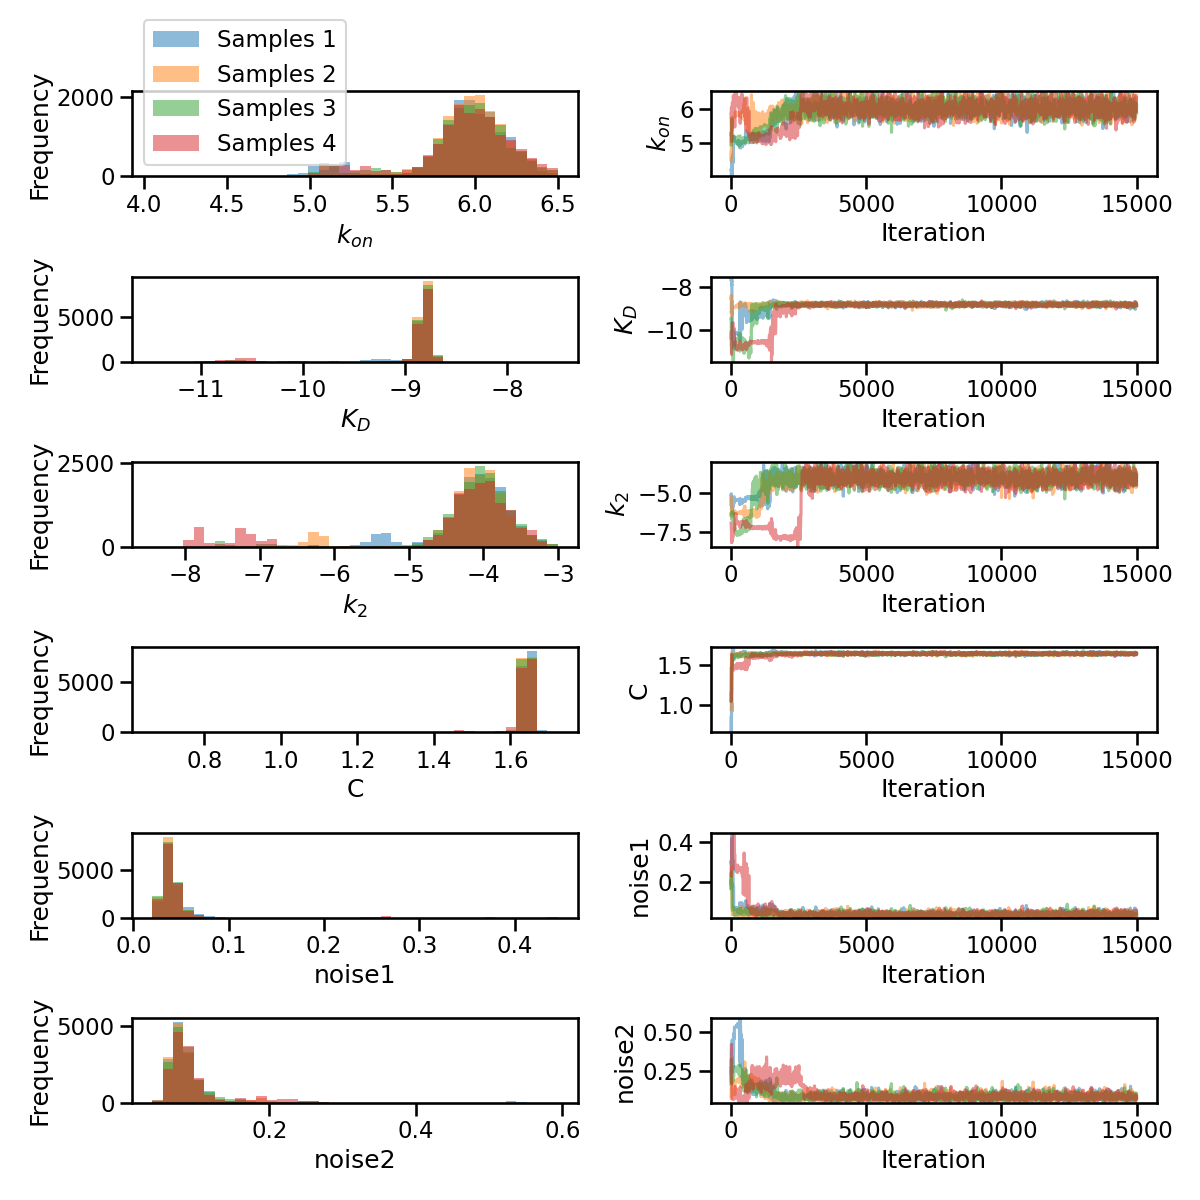 Samples 1
Samples 2
Samples 3
Samples 4
Frequency
2000
0
4.0 4.5 5.0 5.5 6.0 6.5
k_on
k_on
6
5
0 5000 10000 15000
Iteration
Frequency
5000
0
−11 −10 −9 −8
K_D
K_D
−8
−10
0 5000 10000 15000
Iteration
Frequency
2500
0
−8 −7 −6 −5 −4 −3
k_2
k_2
−5.0
−7.5
0 5000 10000 15000
Iteration
Frequency
5000
0
0.8 1.0 1.2 1.4 1.6
C
C
1.5
1.0
0 5000 10000 15000
Iteration
Frequency
5000
0
0.0 0.1 0.2 0.3 0.4
noise1
noise1
0.4
0.2
0 5000 10000 15000
Iteration
Frequency
5000
0
0.2 0.4 0.6
noise2
noise2
0.50
0.25
0 5000 10000 15000
Iteration